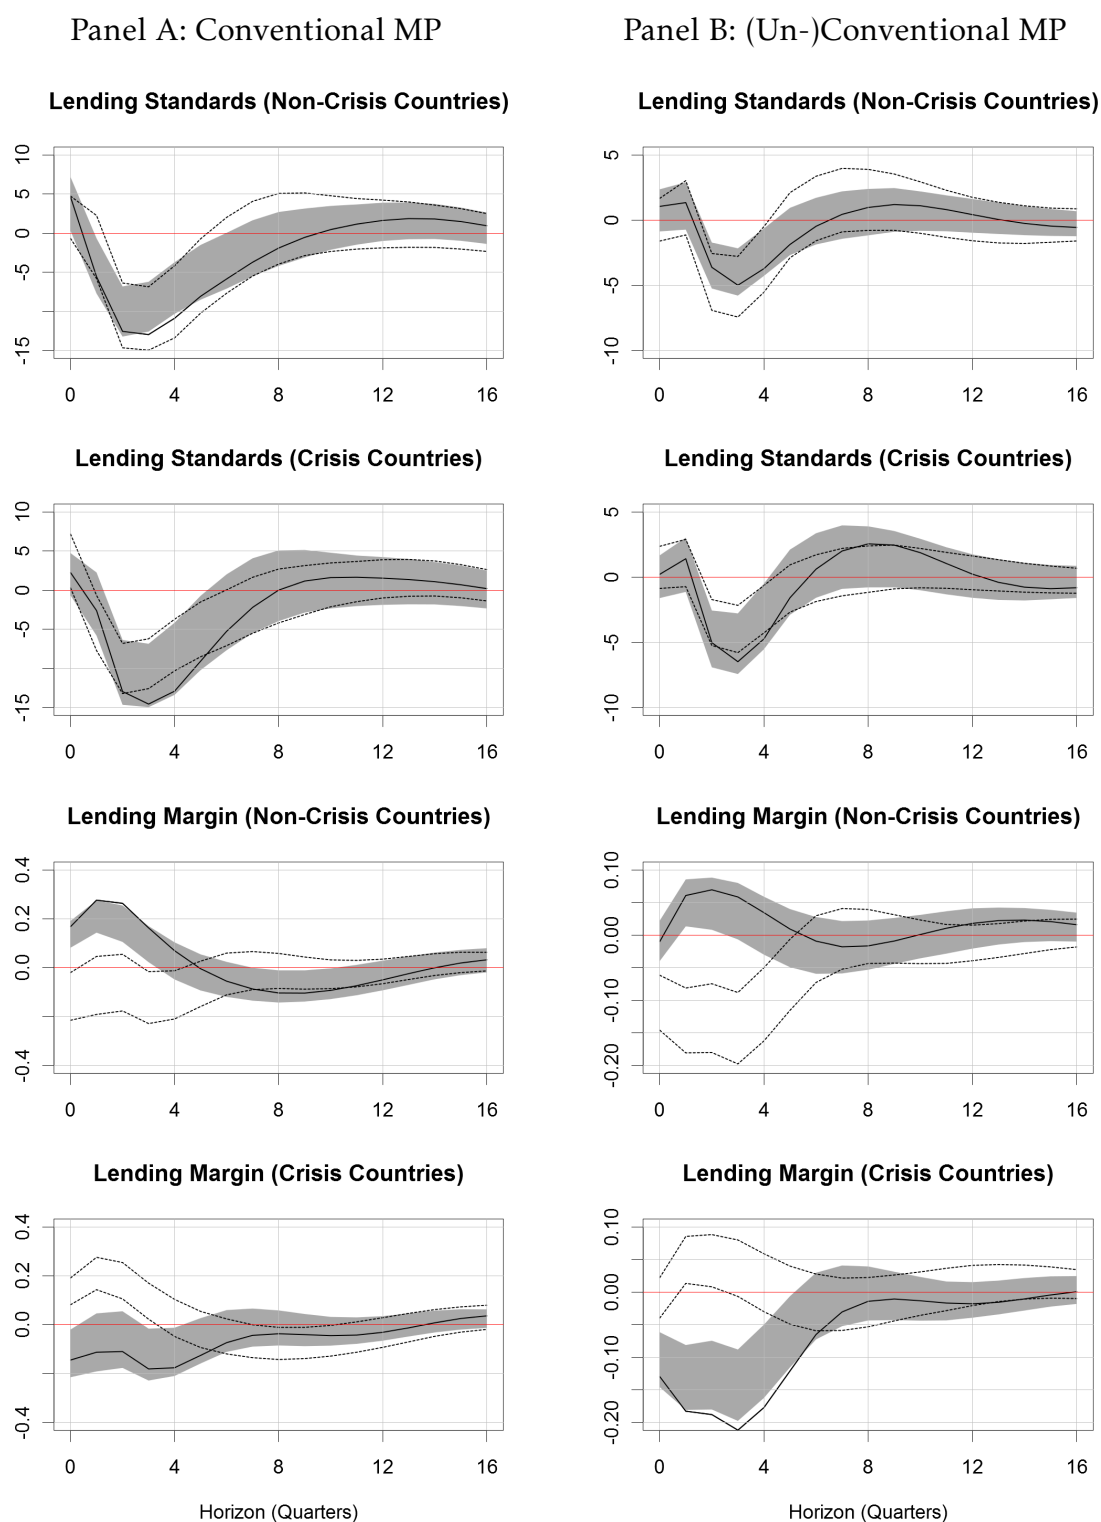 Panel A: Conventional MP
Panel B: (Un-)Conventional MP
Lending Standards (Non-Crisis Countries)
10
5
0
-5
-15
0 4 8 12 16
Lending Standards (Non-Crisis Countries)
5
0
-5
-10
0 4 8 12 16
Lending Standards (Crisis Countries)
10
5
0
-5
-15
0 4 8 12 16
Lending Standards (Crisis Countries)
5
0
-5
-10
0 4 8 12 16
Lending Margin (Non-Crisis Countries)
0.4
0.2
0.0
-0.4
0 4 8 12 16
Lending Margin (Non-Crisis Countries)
0.10
0.00
-0.10
-0.20
0 4 8 12 16
Lending Margin (Crisis Countries)
0.4
0.2
0.0
-0.4
0 4 8 12 16
Horizon (Quarters)
Lending Margin (Crisis Countries)
0.10
0.00
-0.10
-0.20
0 4 8 12 16
Horizon (Quarters)